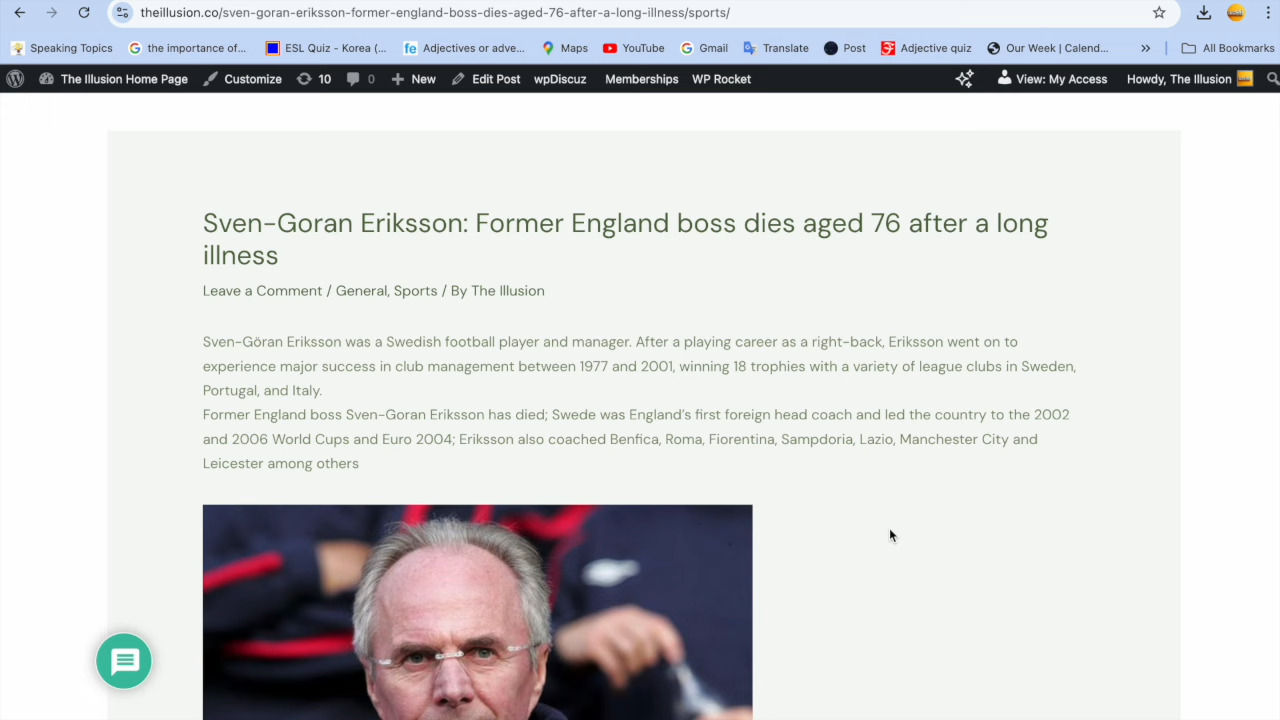 theillusion.co/sven-goran-eriksson-former-england-boss-dies-aged-76-after-a-long-illness/sports/
Speaking Topics the importance of... ESL Quiz - Korea (... Adjectives or adve... Maps YouTube Gmail Translate Post Adjective quiz Our Week | Calend... » All Bookmarks
The Illusion Home Page Customize 10 0 New Edit Post wpDiscuz Memberships WP Rocket View: My Access Howdy, The Illusion
Sven-Goran Eriksson: Former England boss dies aged 76 after a long
illness
Leave a Comment / General, Sports / By The Illusion
Sven-Göran Eriksson was a Swedish football player and manager. After a playing career as a right-back, Eriksson went on to
experience major success in club management between 1977 and 2001, winning 18 trophies with a variety of league clubs in Sweden,
Portugal, and Italy.
Former England boss Sven-Goran Eriksson has died; Swede was England’s first foreign head coach and led the country to the 2002
and 2006 World Cups and Euro 2004; Eriksson also coached Benfica, Roma, Fiorentina, Sampdoria, Lazio, Manchester City and
Leicester among others